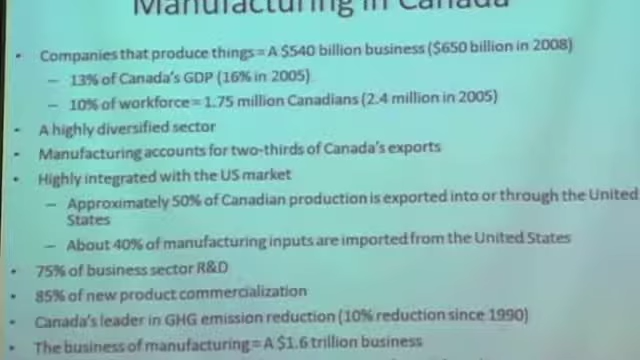 Manufacturing in Canada
• Companies that produce things = A $540 billion business ($650 billion in 2008)
– 13% of Canada's GDP (16% in 2005)
– 10% of workforce = 1.75 million Canadians (2.4 million in 2005)
• A highly diversified sector
• Manufacturing accounts for two-thirds of Canada's exports
• Highly integrated with the US market
– Approximately 50% of Canadian production is exported into or through the United
States
– About 40% of manufacturing inputs are imported from the United States
• 75% of business sector R&D
• 85% of new product commercialization
• Canada's leader in GHG emission reduction (10% reduction since 1990)
• The business of manufacturing = A $1.6 trillion business